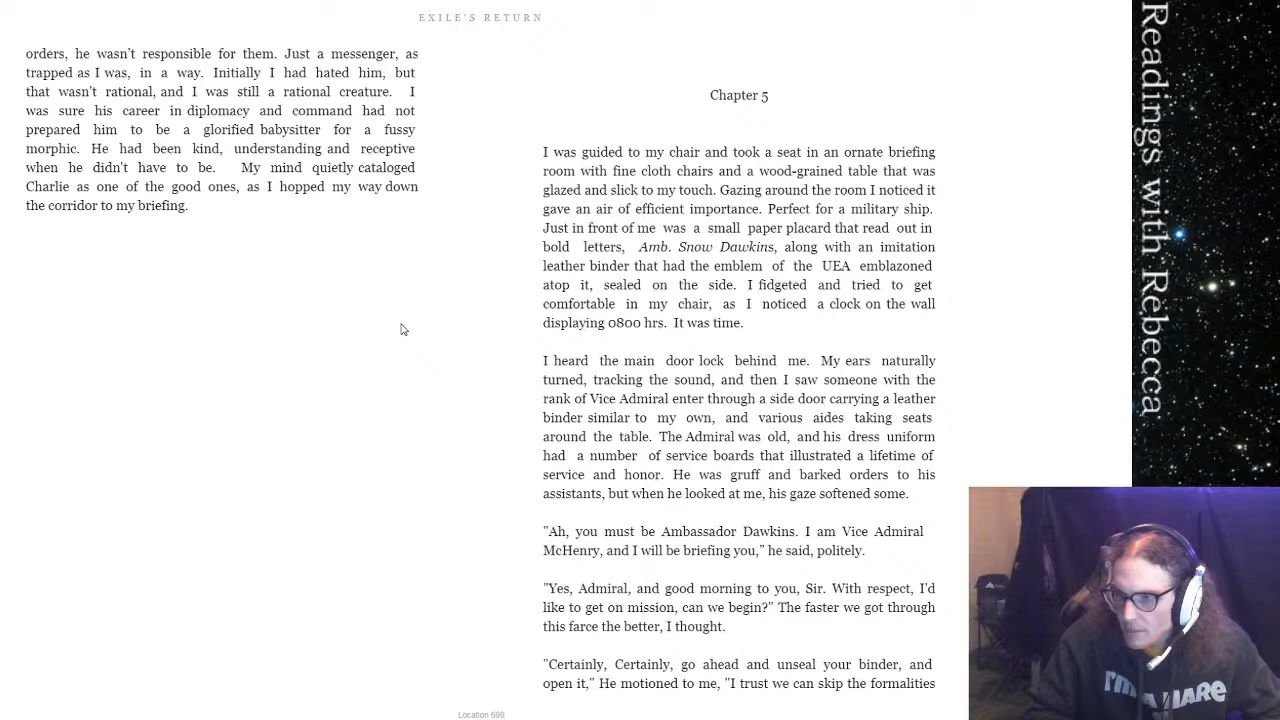 EXILE'S RETURN
orders, he wasn't responsible for them. Just a messenger, as
trapped as I was, in a way. Initially I had hated him, but
that wasn't rational, and I was still a rational creature. I
was sure his career in diplomacy and command had not
prepared him to be a glorified babysitter for a fussy
morphic. He had been kind, understanding and receptive
when he didn't have to be. My mind quietly cataloged
Charlie as one of the good ones, as I hopped my way down
the corridor to my briefing.
Chapter 5
I was guided to my chair and took a seat in an ornate briefing
room with fine cloth chairs and a wood-grained table that was
glazed and slick to my touch. Gazing around the room I noticed it
gave an air of efficient importance. Perfect for a military ship.
Just in front of me was a small paper placard that read out in
bold letters, Amb. Snow Dawkins, along with an imitation
leather binder that had the emblem of the UEA emblazoned
atop it, sealed on the side. I fidgeted and tried to get
comfortable in my chair, as I noticed a clock on the wall
displaying 0800 hrs. It was time.
I heard the main door lock behind me. My ears naturally
turned, tracking the sound, and then I saw someone with the
rank of Vice Admiral enter through a side door carrying a leather
binder similar to my own, and various aides taking seats
around the table. The Admiral was old, and his dress uniform
had a number of service boards that illustrated a lifetime of
service and honor. He was gruff and barked orders to his
assistants, but when he looked at me, his gaze softened some.
"Ah, you must be Ambassador Dawkins. I am Vice Admiral
McHenry, and I will be briefing you,” he said, politely.
"Yes, Admiral, and good morning to you, Sir. With respect, I'd
like to get on mission, can we begin?" The faster we got through
this farce the better, I thought.
"Certainly, Certainly, go ahead and unseal your binder, and
open it," He motioned to me, "I trust we can skip the formalities
Location 698
Readings with Rebecca
I'M A MARE